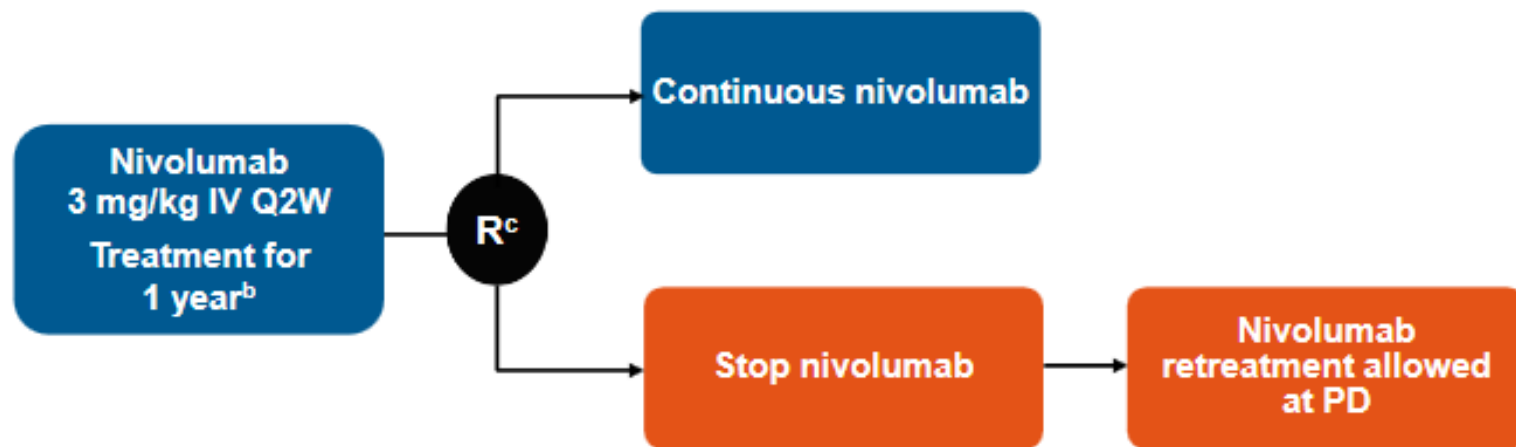 Nivolumab
3 mg/kg IV Q2W
Treatment for
1 yearᵇ
Rᶜ
Continuous nivolumab
Stop nivolumab
Nivolumab
retreatment allowed
at PD